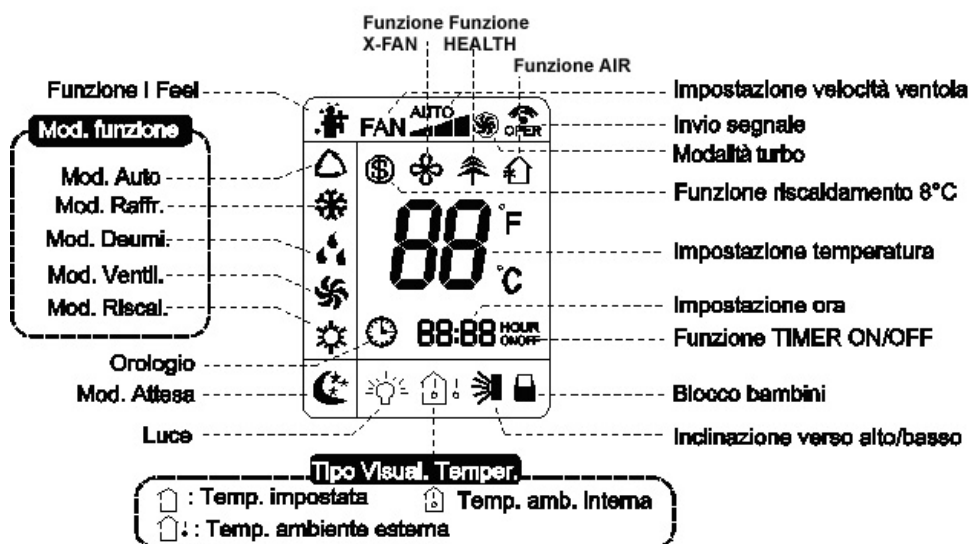 Funzione Funzione
X-FAN HEALTH
Funzione AIR
Funzione I Feel
Impostazione velocità ventola
FAN AUTO
OPER
Invio segnale
Mod. funzione
Modalità turbo
Mod. Auto
Funzione riscaldamento 8°C
Mod. Raffr.
88 °F
°C
Mod. Deumi.
Impostazione temperatura
Mod. Ventil.
Mod. Riscal.
Impostazione ora
88:88 HOUR
ONOFF
Funzione TIMER ON/OFF
Orologio
Mod. Attesa
Blocco bambini
Luce
Inclinazione verso alto/basso
Tipo Visual. Temper.
: Temp. impostata
Temp. amb. Interna
: Temp. ambiente esterna